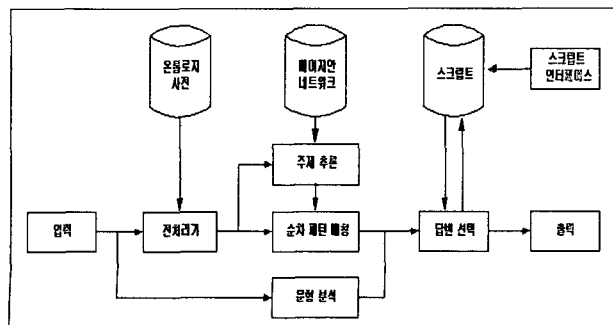 온톨로지
사전
베이지안
네트워크
스크립트
스크립트
인터페이스
주제 추론
입력
전처리기
순차 패턴 매칭
답변 선택
출력
문형 분석